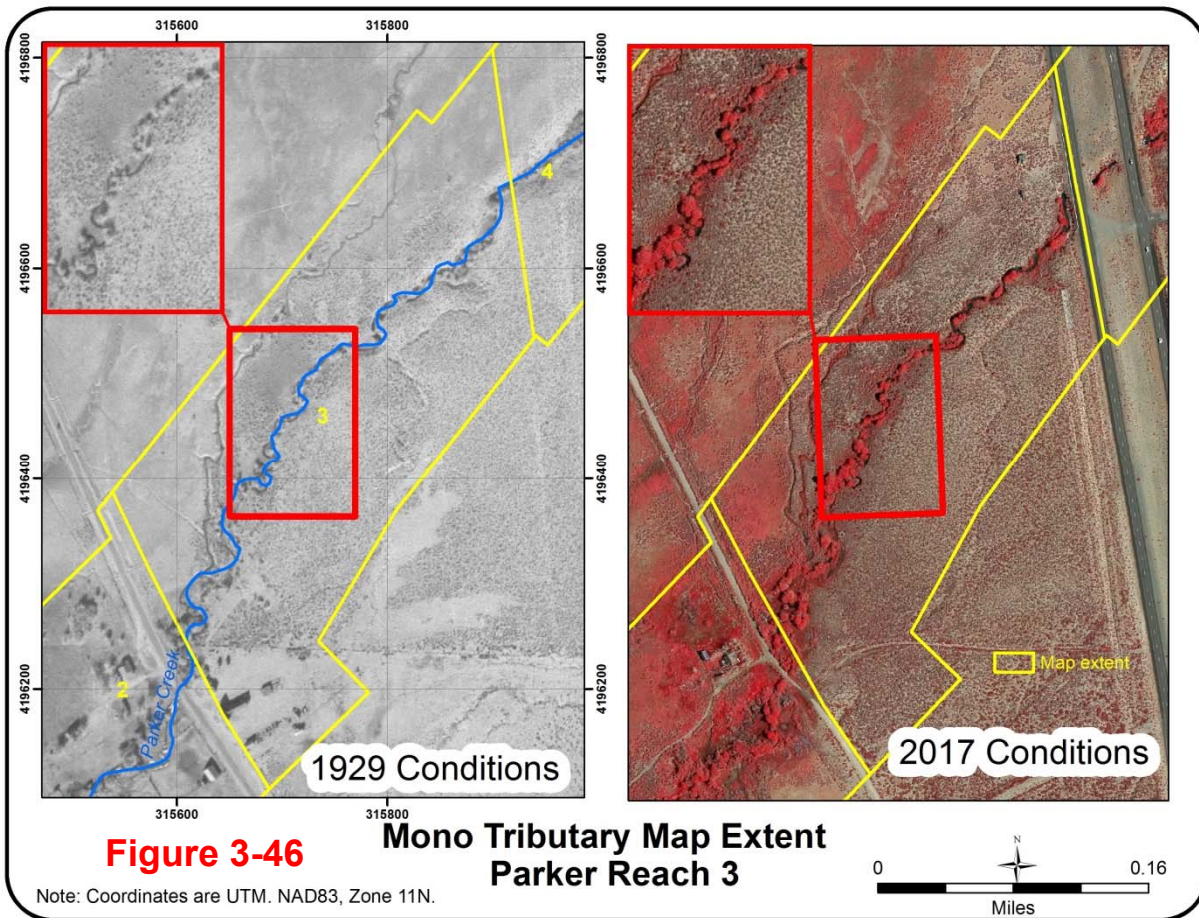 315600
315800
4196800
4196800
4196600
4196600
4196400
4196400
4196200
4196200
4
3
2
Parker Creek
1929 Conditions
315600
315800
Map extent
2017 Conditions
Figure 3-46
Mono Tributary Map Extent
Parker Reach 3
Note: Coordinates are UTM. NAD83, Zone 11N.
N
0
0.16
Miles